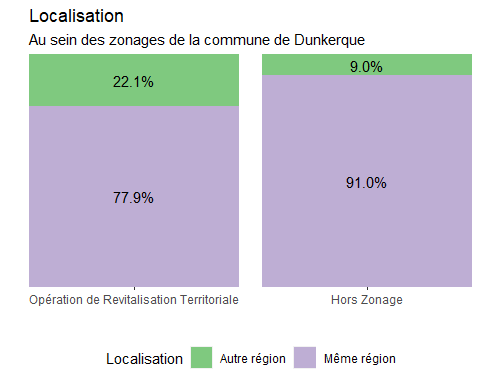 Localisation
Au sein des zonages de la commune de Dunkerque
22.1%
9.0%
77.9%
91.0%
Opération de Revitalisation Territoriale
Hors Zonage
Localisation
Autre région
Même région